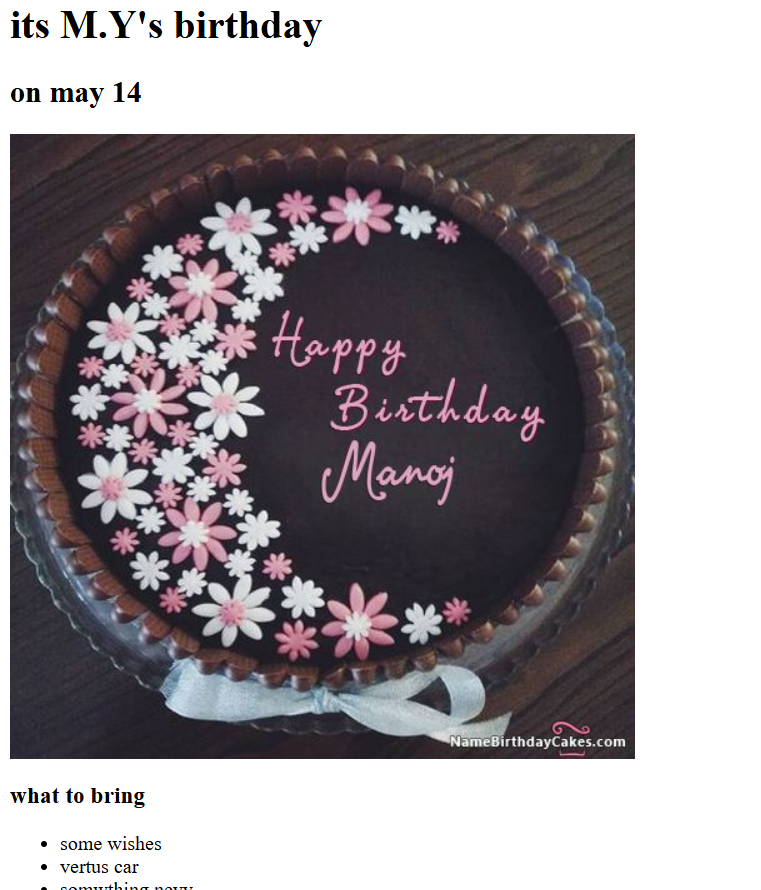 its M.Y's birthday
on may 14
Happy
Birthday
Manoj
NameBirthdayCakes.com
what to bring
some wishes
vertus car